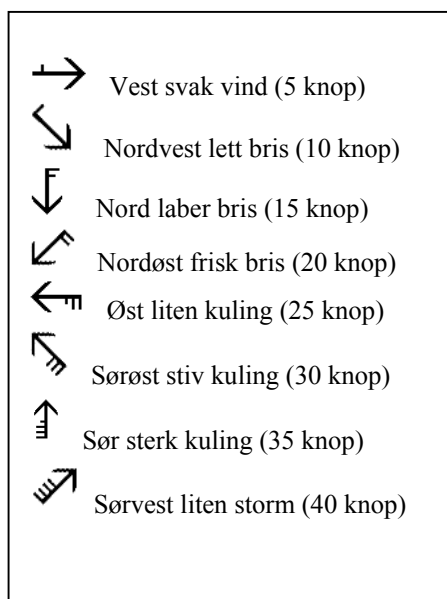 Vest svak vind (5 knop)
Nordvest lett bris (10 knop)
Nord laber bris (15 knop)
Nordøst frisk bris (20 knop)
Øst liten kuling (25 knop)
Sørøst stiv kuling (30 knop)
Sør sterk kuling (35 knop)
Sørvest liten storm (40 knop)